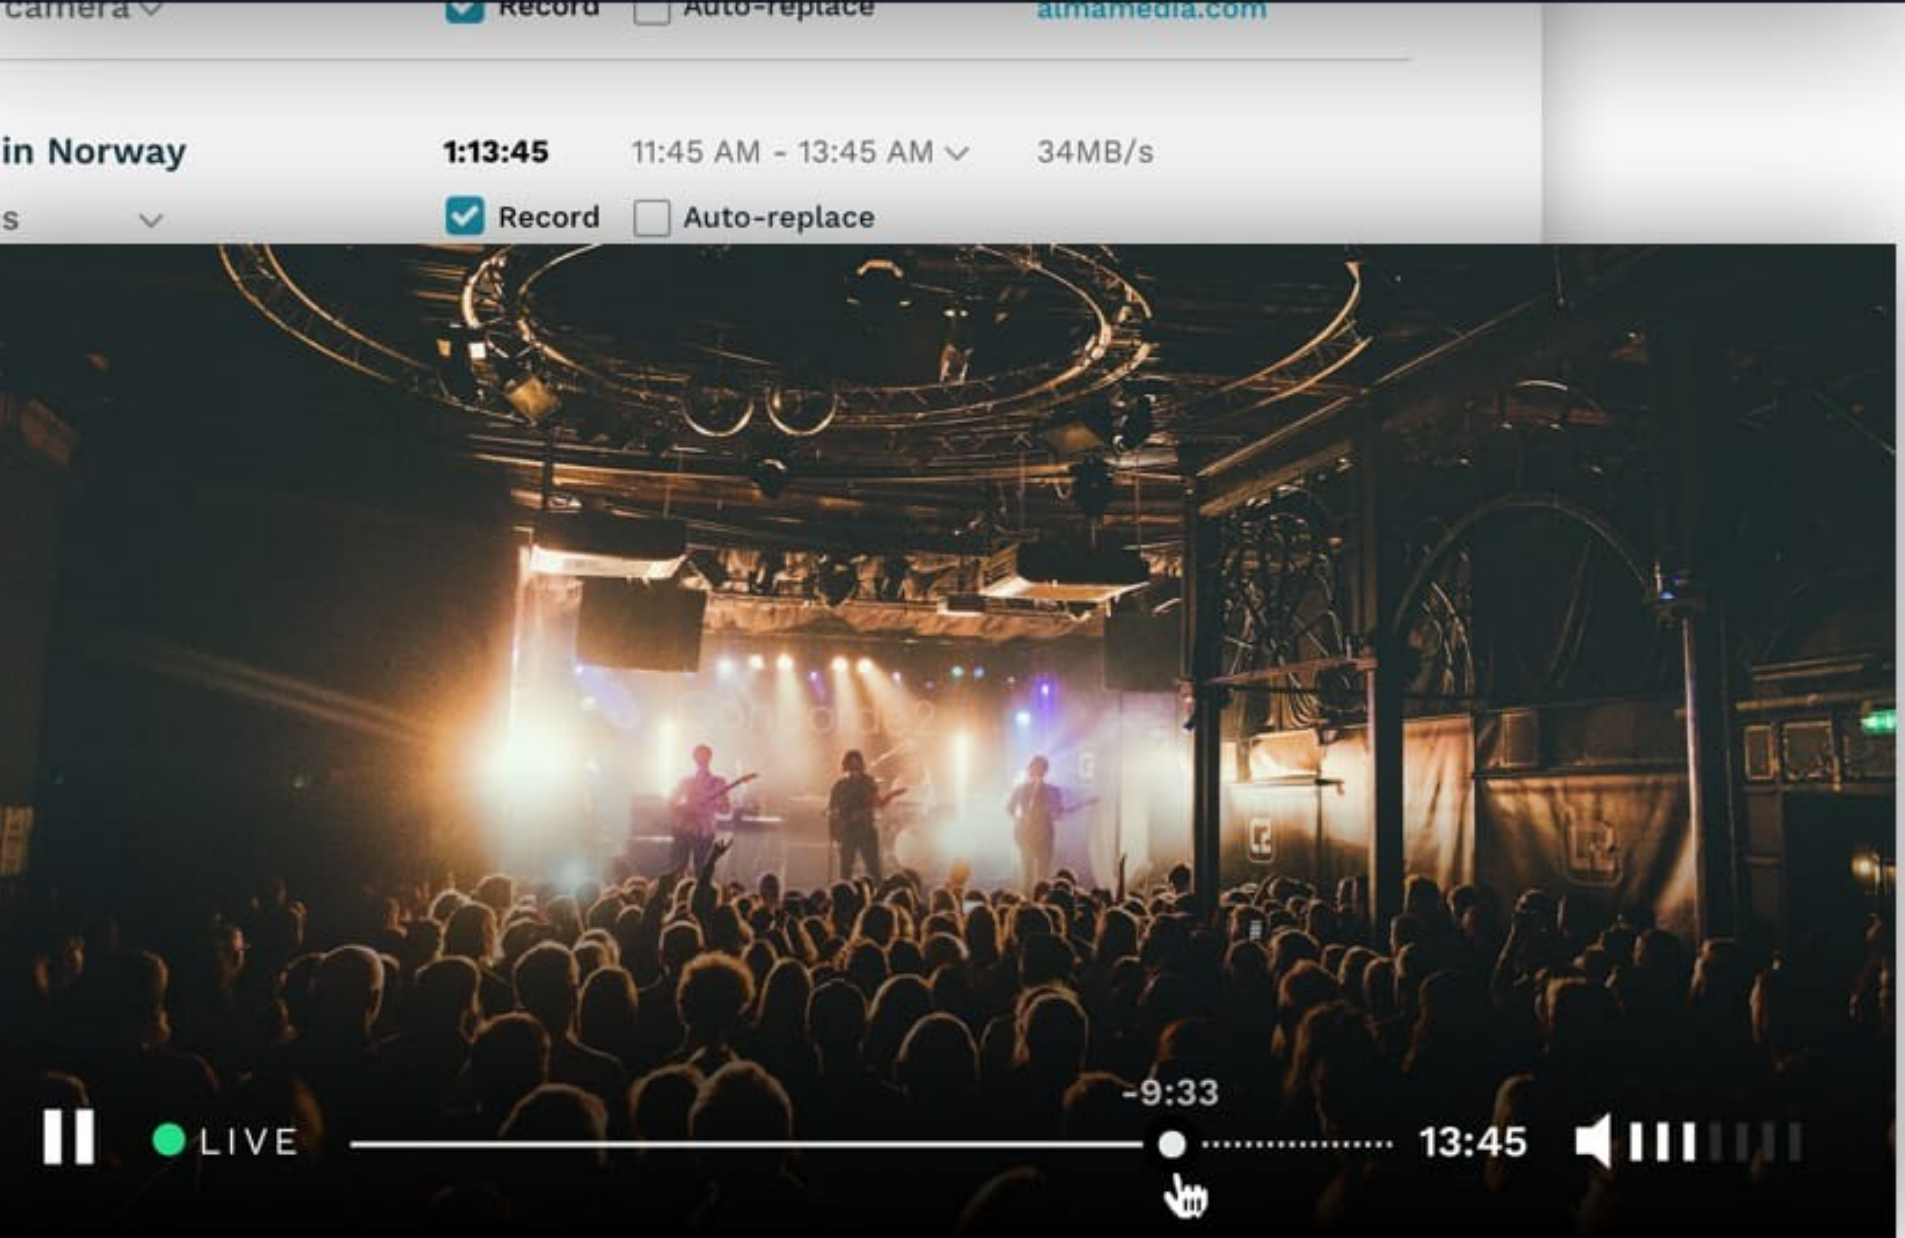 camera Record Auto-replace almamedia.com
in Norway 1:13:45 11:45 AM - 13:45 AM 34MB/s
s Record Auto-replace
-9:33
LIVE 13:45